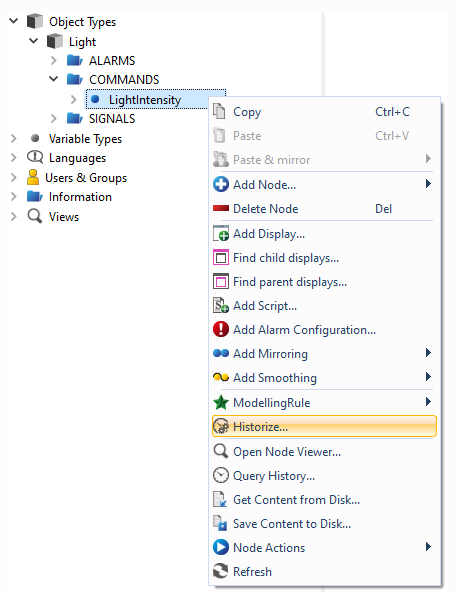 Object Types
Light
ALARMS
COMMANDS
LightIntensity
SIGNALS
Variable Types
Languages
Users & Groups
Information
Views
Copy Ctrl+C
Paste Ctrl+V
Paste & mirror
Add Node...
Delete Node Del
Add Display...
Find child displays...
Find parent displays...
Add Script...
Add Alarm Configuration...
Add Mirroring
Add Smoothing
ModellingRule
Historize...
Open Node Viewer...
Query History...
Get Content from Disk...
Save Content to Disk...
Node Actions
Refresh